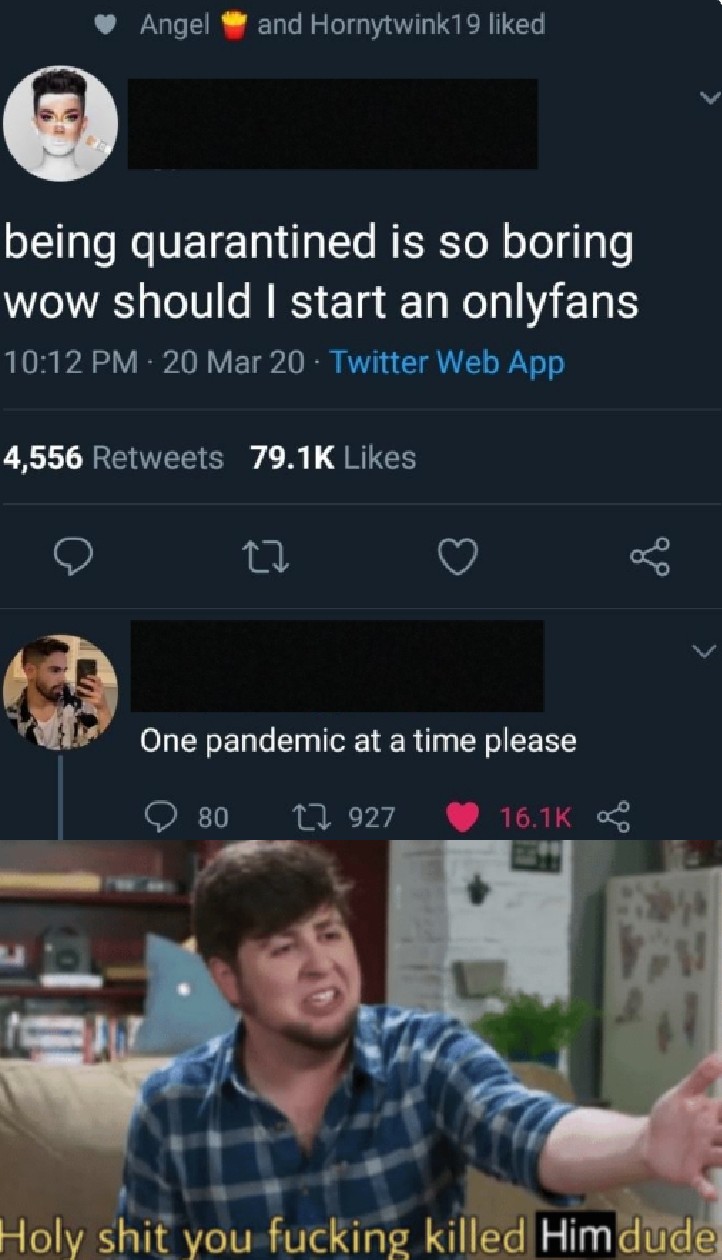 Angel 🍟 and Hornytwink19 liked
being quarantined is so boring
wow should I start an onlyfans
10:12 PM · 20 Mar 20 · Twitter Web App
4,556 Retweets 79.1K Likes
One pandemic at a time please
80 927 16.1K
Holy shit you fucking killed Him dude